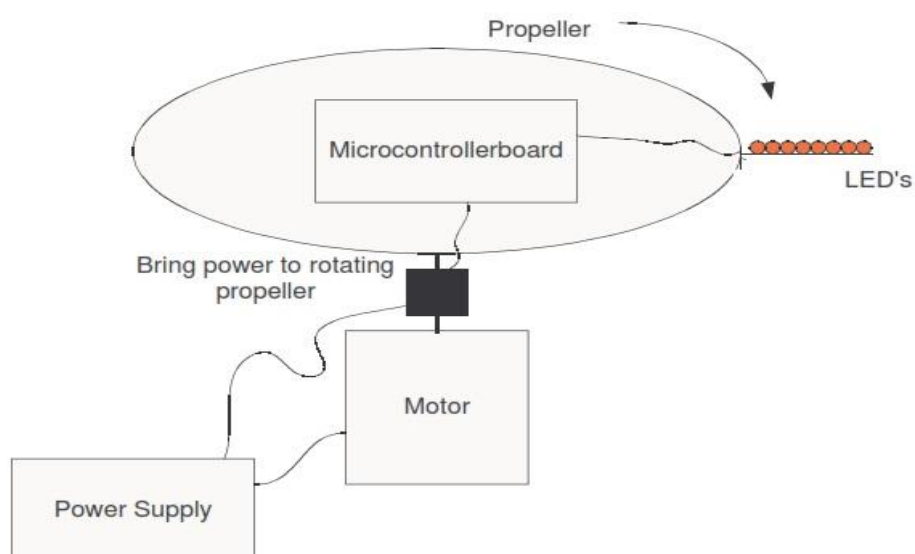 Propeller
Microcontrollerboard
LED's
Bring power to rotating
propeller
Motor
Power Supply